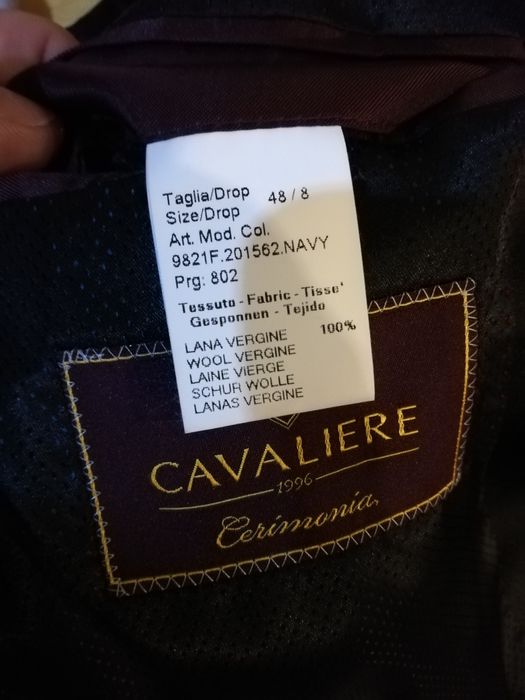 Taglia/Drop 48 / 8
Size/Drop
Art. Mod. Col.
9821F.201562.NAVY
Prg: 802
Tessuto - Fabric - Tisse'
Gesponnen - Tejido
LANA VERGINE 100%
WOOL VERGINE
LAINE VIERGE
SCHUR WOLLE
LANAS VERGINE
CAVALIERE
1996
Cerimonia